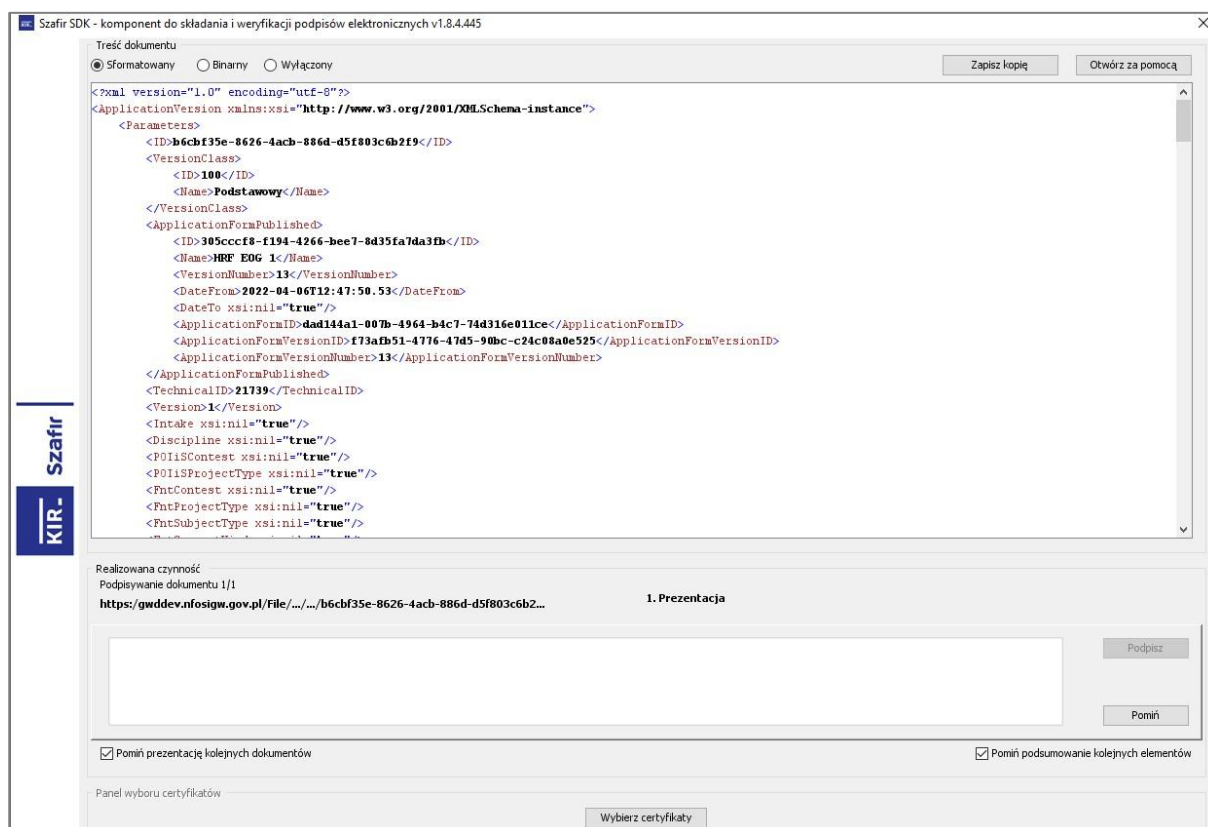 Szafir SDK - komponent do składania i weryfikacji podpisów elektronicznych v1.8.4.445
Treść dokumentu
Sformatowany Binarny Wyłączony Zapisz kopię Otwórz za pomocą
<?xml version="1.0" encoding="utf-8"?>
<ApplicationVersion xmlns:xsi="http://www.w3.org/2001/XMLSchema-instance">
<Parameters>
<ID>b6cbf35e-8626-4acb-886d-d5f803c6b2f9</ID>
<VersionClass>
<ID>100</ID>
<Name>Podstawowy</Name>
</VersionClass>
<ApplicationFormPublished>
<ID>305cccf8-f194-4266-bee7-8d35fa7da3fb</ID>
<Name>HRF EOG 1</Name>
<VersionNumber>13</VersionNumber>
<DateFrom>2022-04-06T12:47:50.53</DateFrom>
<DateTo xsi:nil="true"/>
<ApplicationFormID>dad144a1-007b-4964-b4c7-74d316e011ce</ApplicationFormID>
<ApplicationFormVersionID>f73afb51-4776-47d5-90bc-c24c08a0e525</ApplicationFormVersionID>
<ApplicationFormVersionNumber>13</ApplicationFormVersionNumber>
</ApplicationFormPublished>
<TechnicalID>21739</TechnicalID>
<Version>1</Version>
<Intake xsi:nil="true"/>
<Discipline xsi:nil="true"/>
<POIiSContest xsi:nil="true"/>
<POIiSProjectType xsi:nil="true"/>
<FntContest xsi:nil="true"/>
<FntProjectType xsi:nil="true"/>
<FntSubjectType xsi:nil="true"/>
KIR. Szafir
Realizowana czynność
Podpisywanie dokumentu 1/1
https:/gwddev.nfosigw.gov.pl/File/.../.../b6cbf35e-8626-4acb-886d-d5f803c6b2... 1. Prezentacja
Podpisz
Pomiń
Pomiń prezentację kolejnych dokumentów Pomiń podsumowanie kolejnych elementów
Panel wyboru certyfikatów
Wybierz certyfikaty